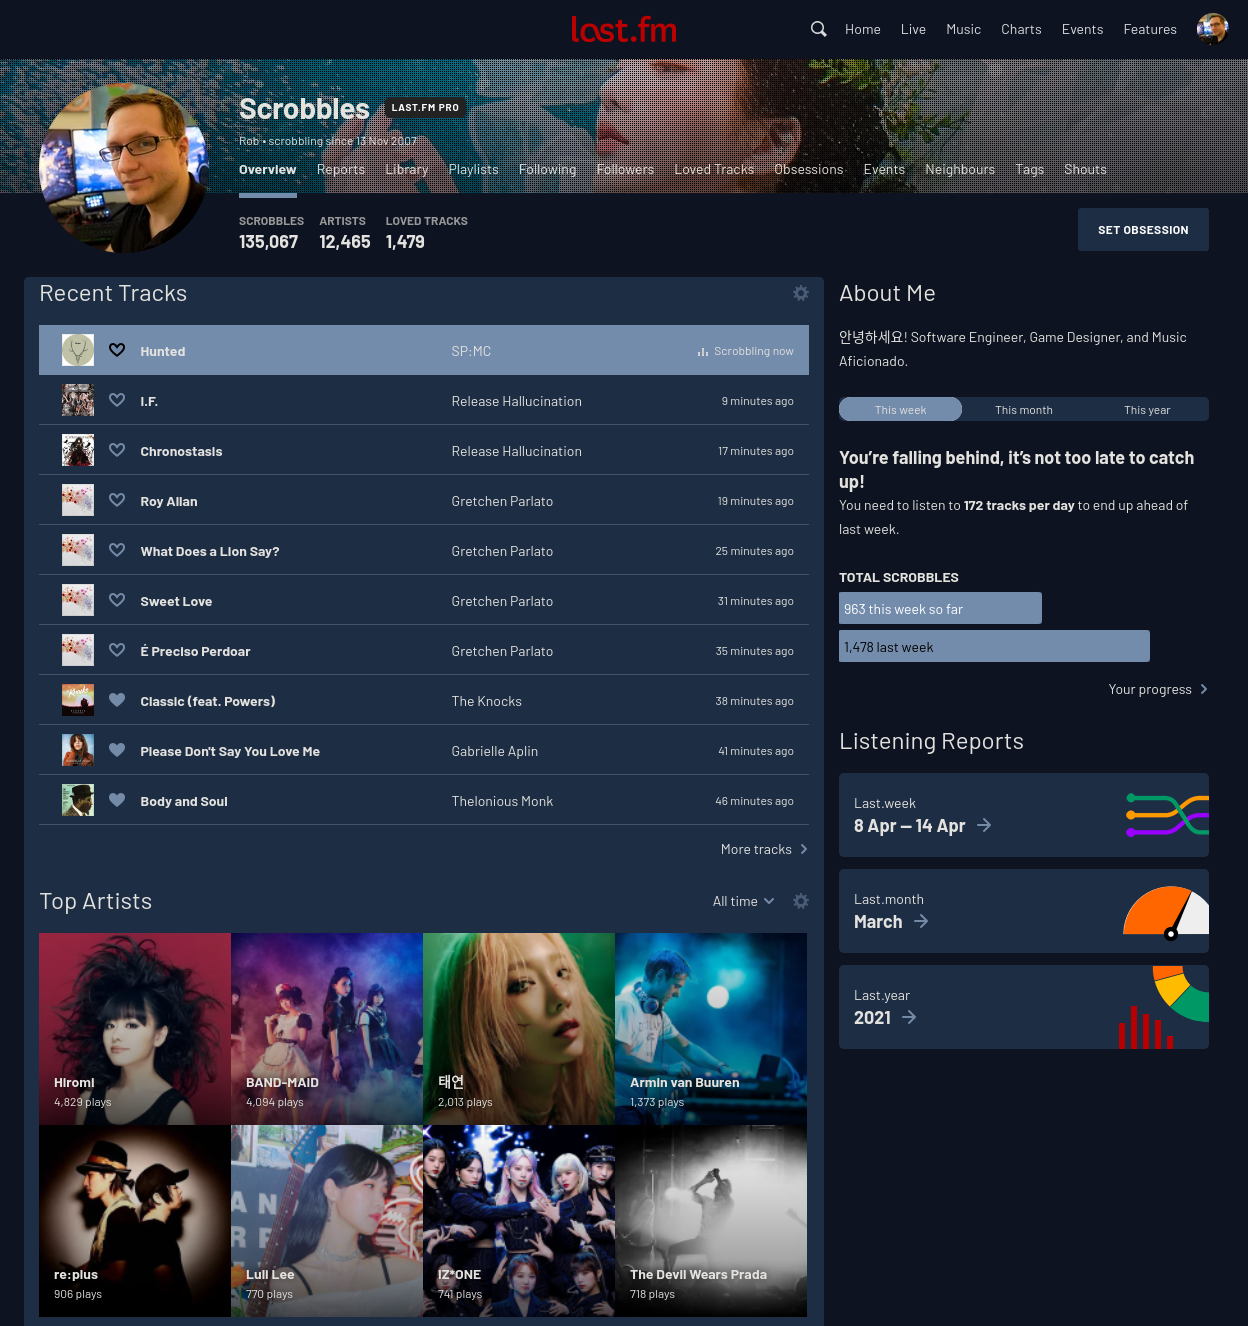 last.fm
Home Live Music Charts Events Features
Scrobbles LAST.FM PRO
Rob • scrobbling since 13 Nov 2007
Overview Reports Library Playlists Following Followers Loved Tracks Obsessions Events Neighbours Tags Shouts
SCROBBLES ARTISTS LOVED TRACKS
135,067 12,465 1,479
SET OBSESSION
Recent Tracks
Hunted SP:MC Scrobbling now
I.F. Release Hallucination 9 minutes ago
Chronostasis Release Hallucination 17 minutes ago
Roy Allan Gretchen Parlato 19 minutes ago
What Does a Lion Say? Gretchen Parlato 25 minutes ago
Sweet Love Gretchen Parlato 31 minutes ago
É Preciso Perdoar Gretchen Parlato 35 minutes ago
Classic (feat. Powers) The Knocks 38 minutes ago
Please Don't Say You Love Me Gabrielle Aplin 41 minutes ago
Body and Soul Thelonious Monk 46 minutes ago
More tracks
Top Artists
All time
Hiromi
4,829 plays
BAND-MAID
4,094 plays
태연
2,013 plays
Armin van Buuren
1,373 plays
re:plus
906 plays
Luli Lee
770 plays
IZ*ONE
741 plays
The Devil Wears Prada
718 plays
About Me
안녕하세요! Software Engineer, Game Designer, and Music
Aficionado.
This week This month This year
You’re falling behind, it’s not too late to catch
up!
You need to listen to 172 tracks per day to end up ahead of
last week.
TOTAL SCROBBLES
963 this week so far
1,478 last week
Your progress
Listening Reports
Last.week
8 Apr — 14 Apr
Last.month
March
Last.year
2021